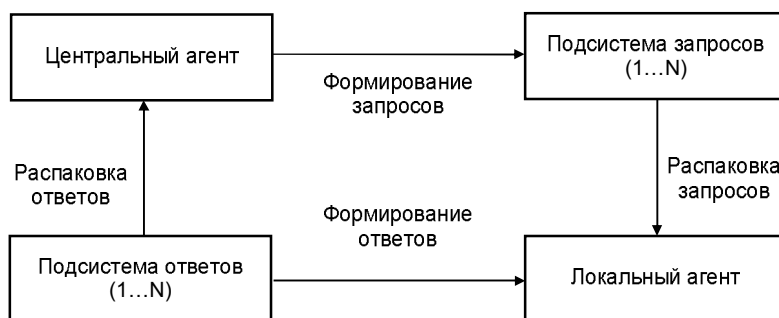 Центральный агент
Подсистема запросов
(1...N)
Формирование
запросов
Распаковка
ответов
Распаковка
запросов
Формирование
ответов
Подсистема ответов
(1...N)
Локальный агент